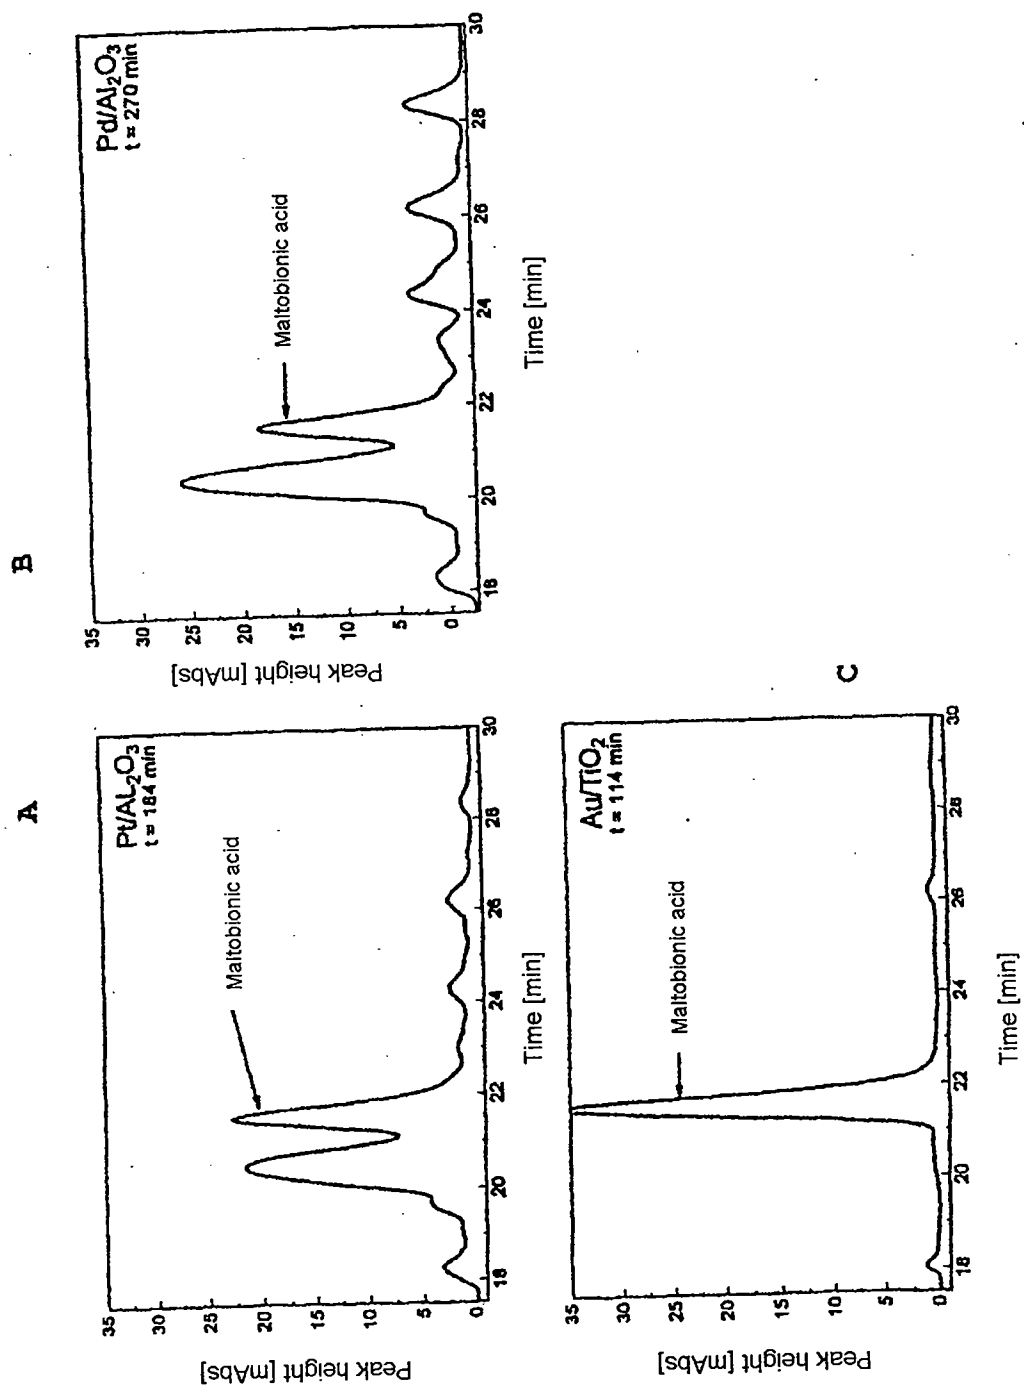 A
Pt/AL2O3
t = 184 min
Maltobionic acid
Peak height [mAbs]
35
30
25
20
15
10
5
0
18
20
22
24
26
28
30
Time [min]
B
Pd/Al2O3
t = 270 min
Maltobionic acid
Peak height [mAbs]
35
30
25
20
15
10
5
0
18
20
22
24
26
28
30
Time [min]
C
Au/TiO2
t = 114 min
Maltobionic acid
Peak height [mAbs]
35
30
25
20
15
10
5
0
18
20
22
24
26
28
30
Time [min]